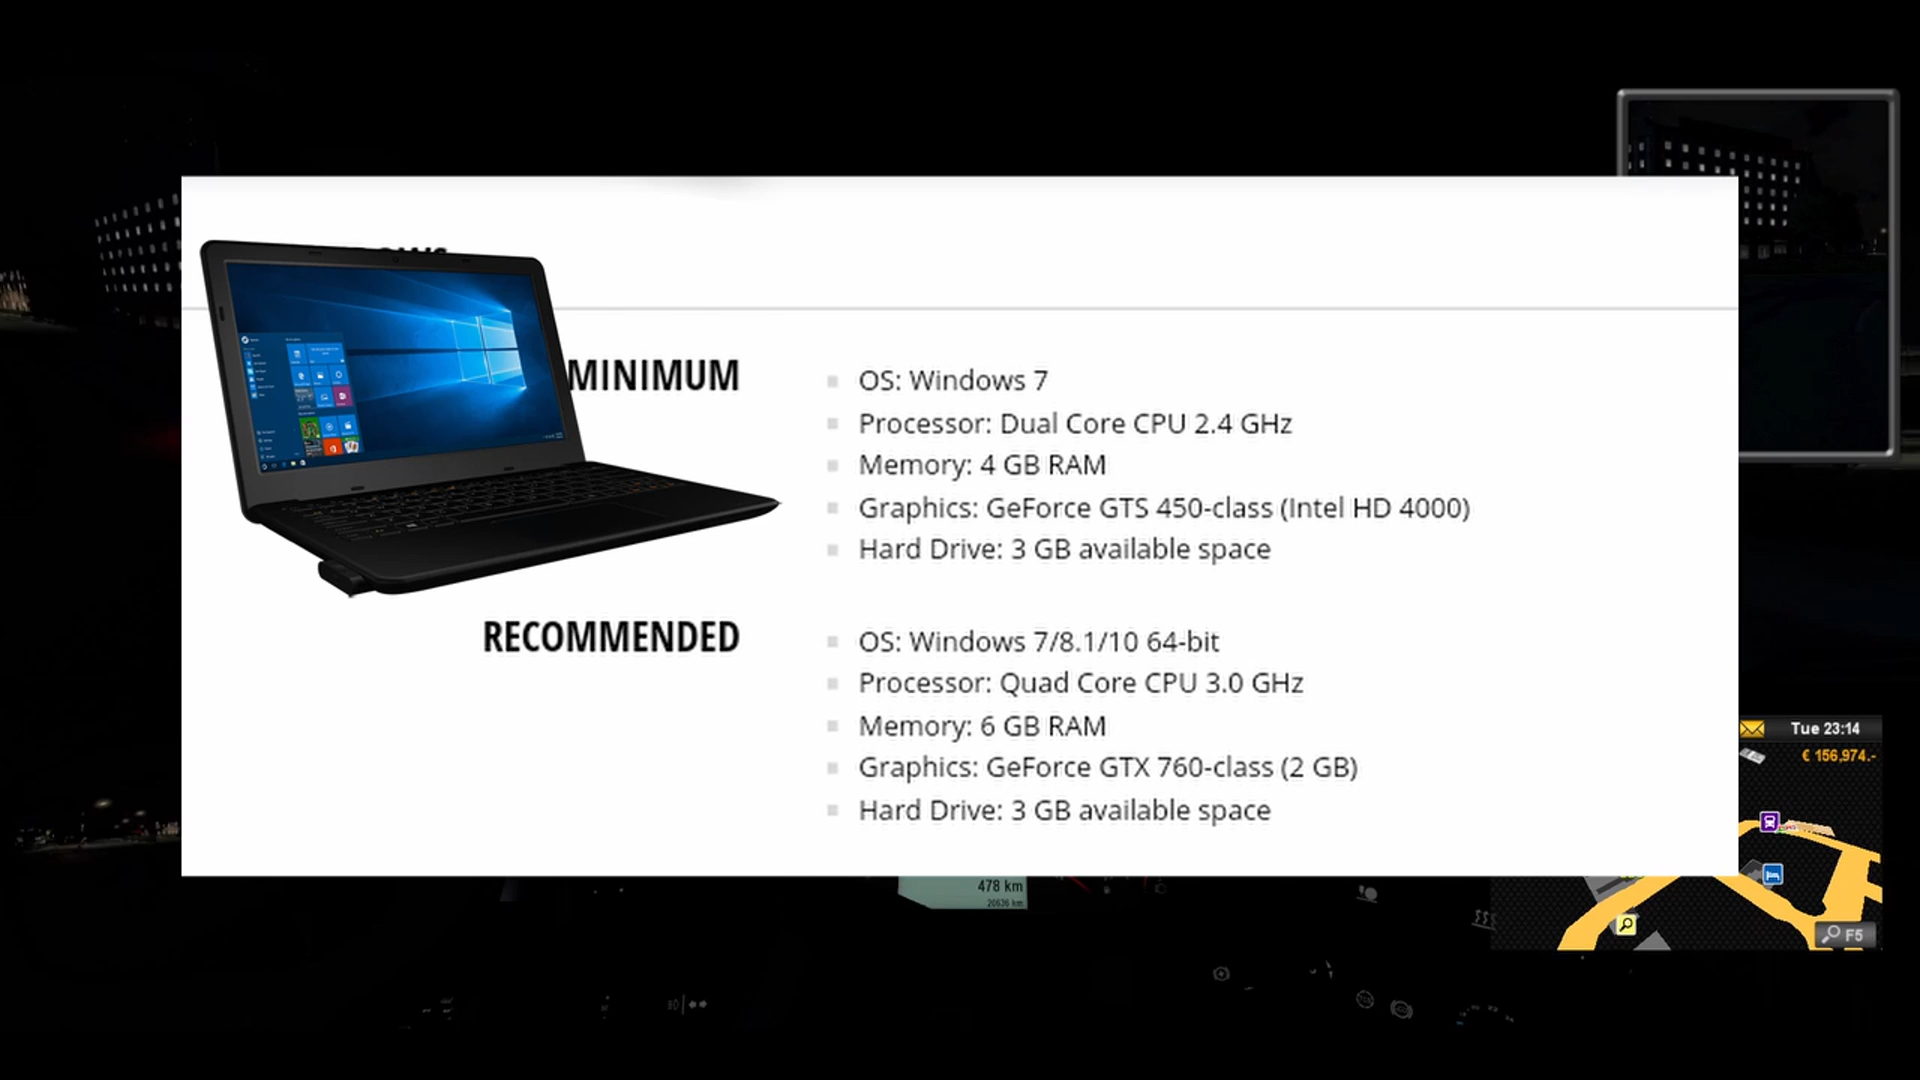 MINIMUM
OS: Windows 7
Processor: Dual Core CPU 2.4 GHz
Memory: 4 GB RAM
Graphics: GeForce GTS 450-class (Intel HD 4000)
Hard Drive: 3 GB available space
RECOMMENDED
OS: Windows 7/8.1/10 64-bit
Processor: Quad Core CPU 3.0 GHz
Memory: 6 GB RAM
Graphics: GeForce GTX 760-class (2 GB)
Hard Drive: 3 GB available space
Tue 23:14
€ 156,974.-
478 km
20636 km
F5